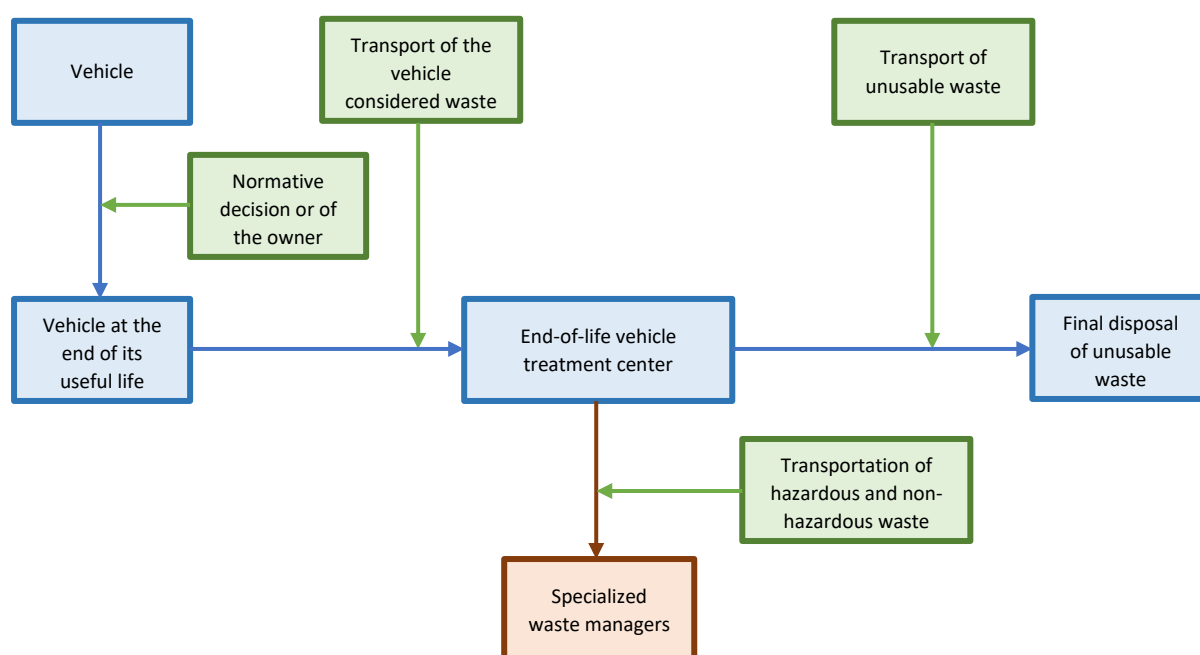 Vehicle
Transport of the
vehicle
considered waste
Transport of
unusable waste
Normative
decision or of
the owner
Vehicle at the
end of its
useful life
End-of-life vehicle
treatment center
Final disposal
of unusable
waste
Transportation of
hazardous and non-
hazardous waste
Specialized
waste managers